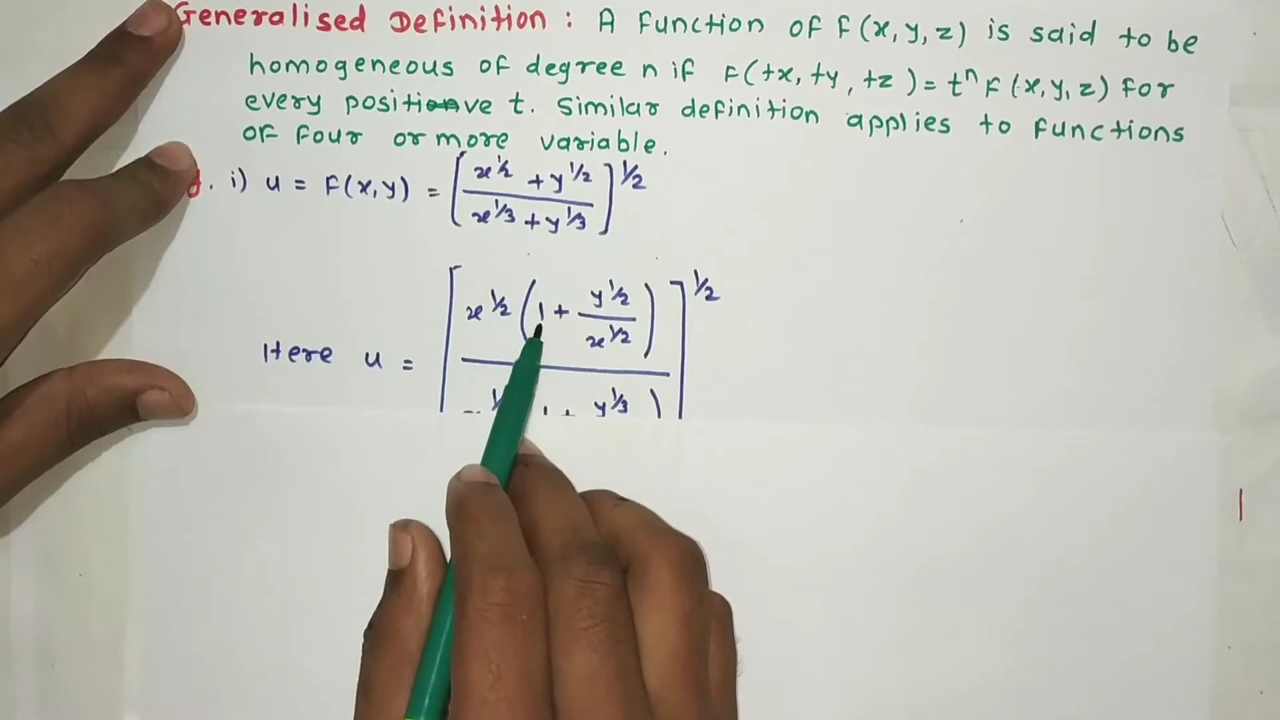 Generalised Definition : A function of F(x, y, z) is said to be
homogeneous of degree n if F(tx, ty, tz) = tⁿ F(x, y, z) for
every positive t. Similar definition applies to functions
of four or more variable.
i) u = F(x, y) = [x^1/2 + y^1/2 / x^1/3 + y^1/3]^1/2
Here u = [x^1/2 (1 + y^1/2 / x^1/2)]^1/2
y^1/3